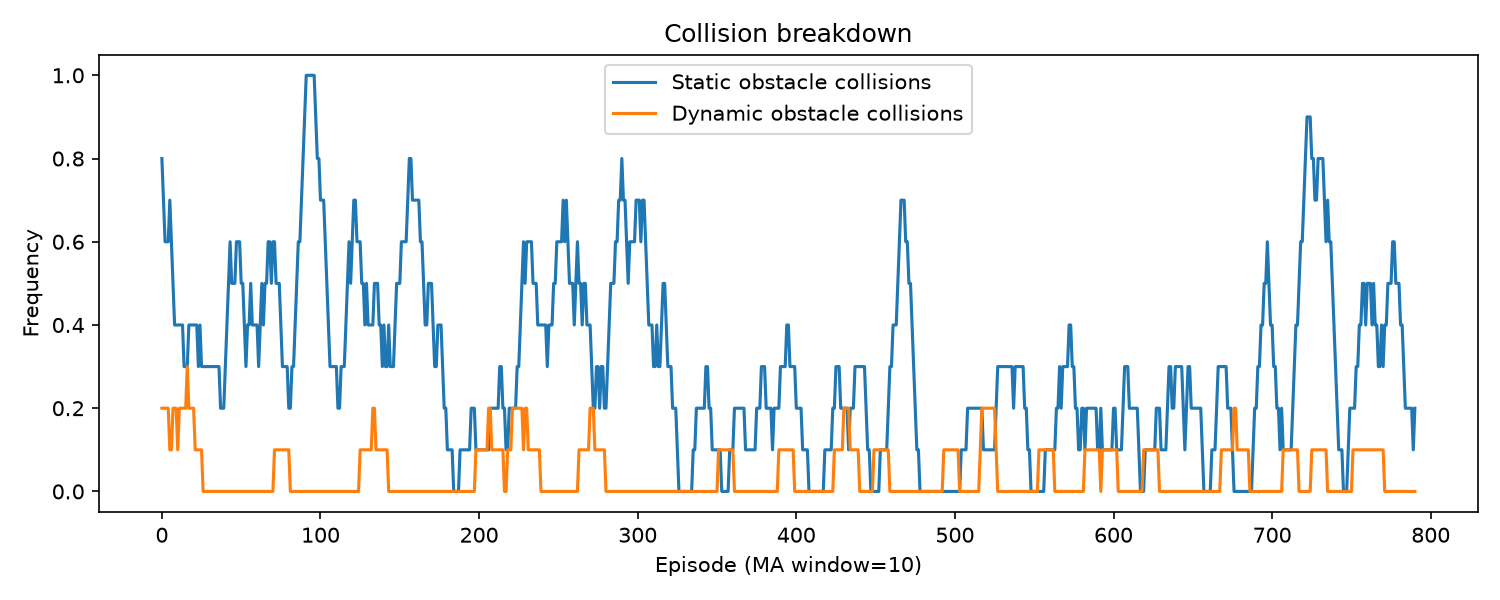 Collision breakdown
Static obstacle collisions
Dynamic obstacle collisions
Frequency
1.0
0.8
0.6
0.4
0.2
0.0
0 100 200 300 400 500 600 700 800
Episode (MA window=10)